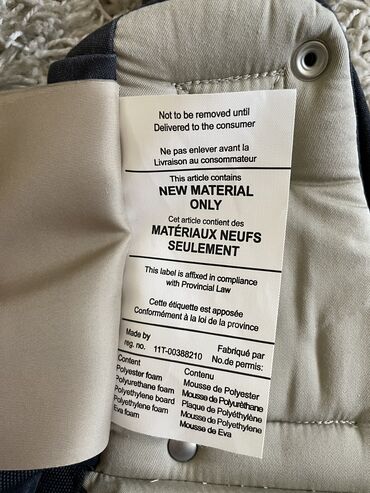 Not to be removed until
Delivered to the consumer
Ne pas enlever avant la
Livraison au consommateur
This article contains
NEW MATERIAL
ONLY
Cet article contient des
MATÉRIAUX NEUFS
SEULEMENT
This label is affixed in compliance
with Provincial Law
Cette étiquette est apposée
Conformément à la loi de la province
Made by
reg. no. 11T-00388210
Fabriqué par
No.de permis:
Content
Polyester foam
Polyurethane foam
Polyethylene board
Polyethylene foam
Eva foam
Contenu
Mousse de Polyester
Mousse de Polyuréthane
Plaque de Polyéthylène
Mousse de Polyethylene
Mousse de Eva